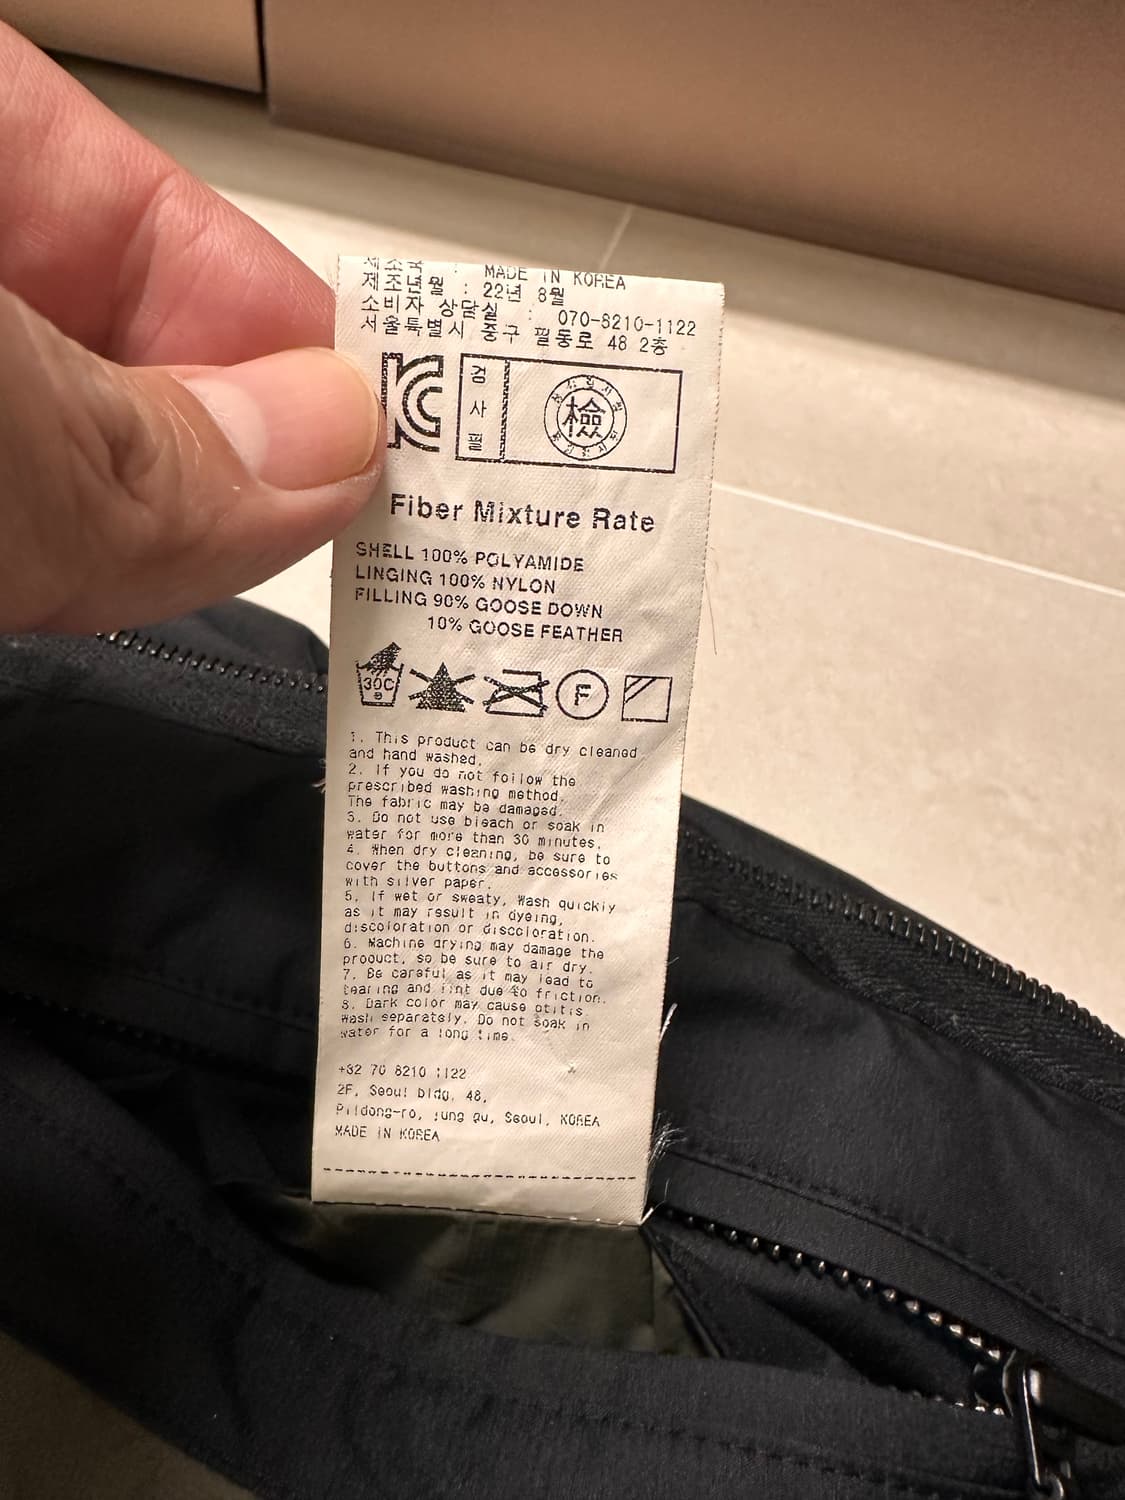 제조국 : MADE IN KOREA
제조년월 : 22년 8월
소비자 상담실 : 070-8210-1122
서울특별시 중구 필동로 48 2층
KC
검사필
檢
Fiber Mixture Rate
SHELL 100% POLYAMIDE
LINGING 100% NYLON
FILLING 90% GOOSE DOWN
10% GOOSE FEATHER
30C
F
1. This product can be dry cleaned
and hand washed.
2. If you do not follow the
prescribed washing method.
The fabric may be damaged.
3. Do not use bleach or soak in
water for more than 30 minutes.
4. When dry cleaning, be sure to
cover the buttons and accessories
with silver paper.
5. If wet or sweaty, Wash quickiy
as it may result in dyeing,
discoloration or discoloration.
6. Machine drying may damage the
product, so be sure to air dry.
7. Be careful as it may lead to
tearing and lint due to friction.
8. Dark color may cause otitis.
Wash separately. Do not soak in
water for a long time.
+82 70 8210 1122
2F, Seoul bldg, 48,
Pildong-ro, jung gu, Seoul, KOREA
MADE IN KOREA